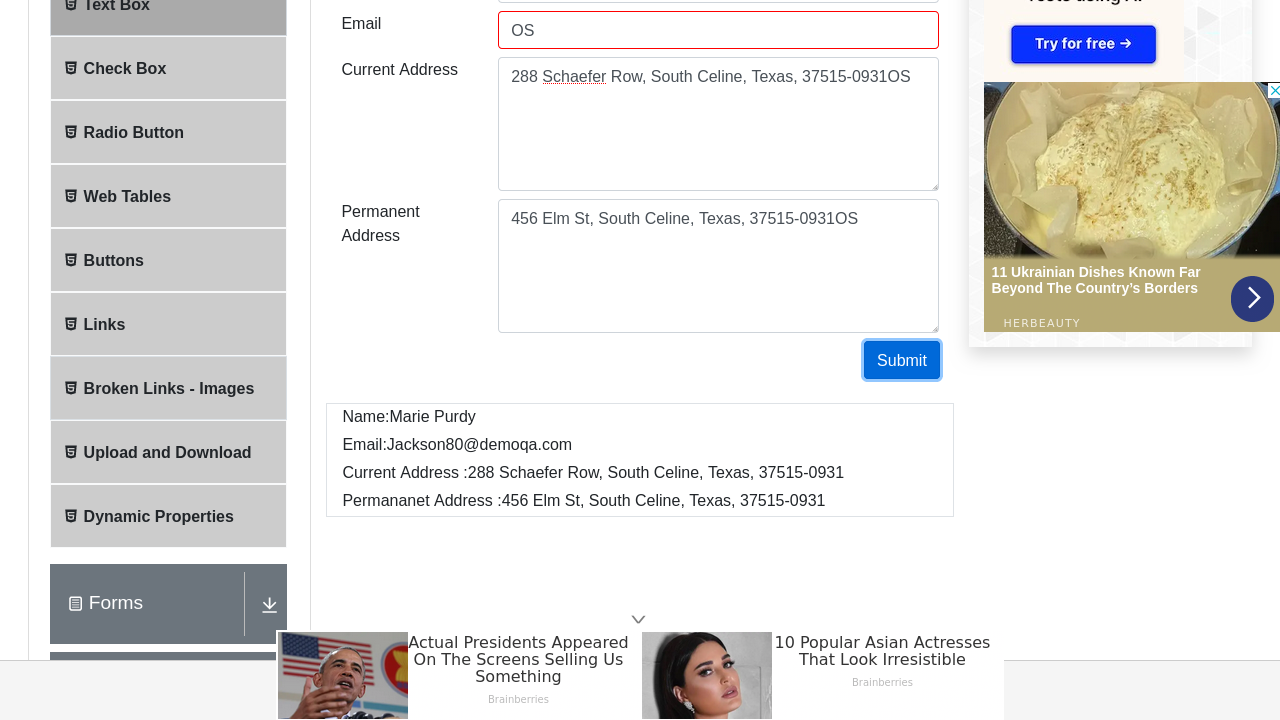 Text Box
Check Box
Radio Button
Web Tables
Buttons
Links
Broken Links - Images
Upload and Download
Dynamic Properties
Forms
Email
OS
Current Address
288 Schaefer Row, South Celine, Texas, 37515-0931OS
Permanent
Address
456 Elm St, South Celine, Texas, 37515-0931OS
Submit
Name:Marie Purdy
Email:Jackson80@demoqa.com
Current Address :288 Schaefer Row, South Celine, Texas, 37515-0931
Permananet Address :456 Elm St, South Celine, Texas, 37515-0931
Try for free →
11 Ukrainian Dishes Known Far
Beyond The Country's Borders
HERBEAUTY
Actual Presidents Appeared
On The Screens Selling Us
Something
Brainberries
10 Popular Asian Actresses
That Look Irresistible
Brainberries